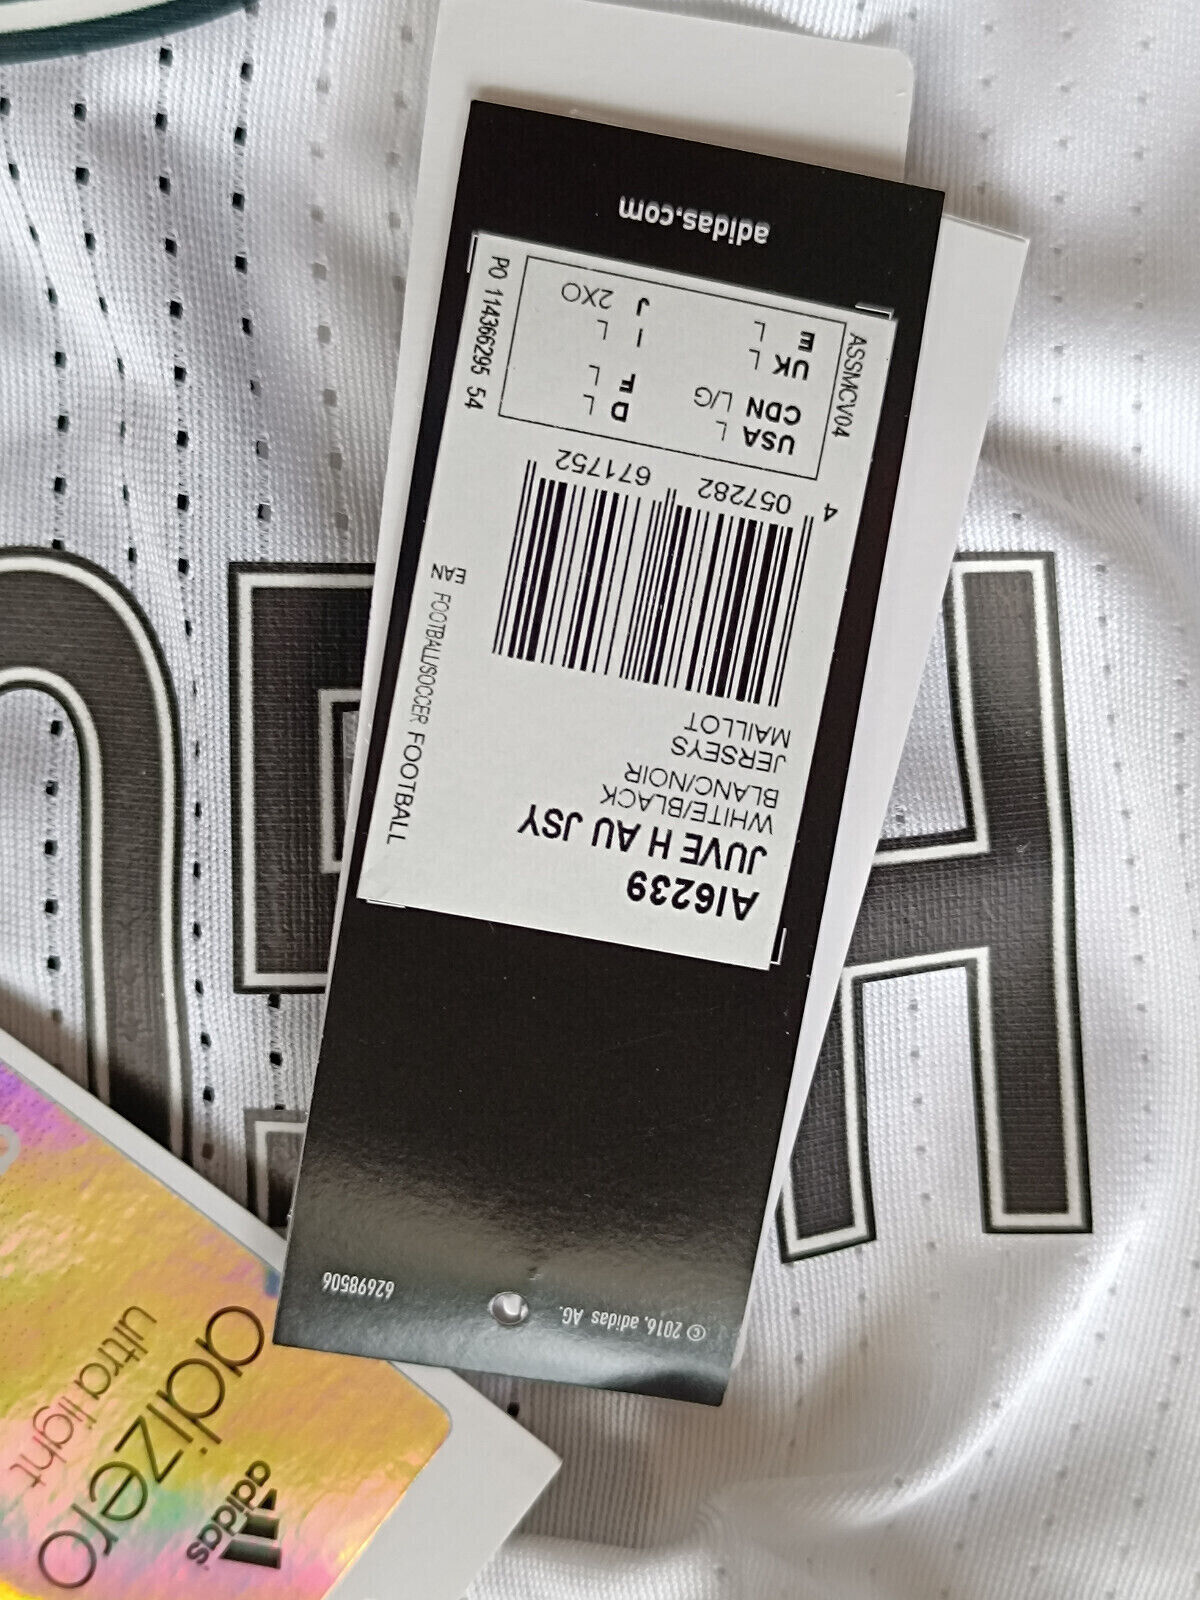 adidas.com
ASSMCV04
USA L
CDN L/G
UK L
E L
D L
F L
I L
J 2XO
PO 114366295 54
4 057282 671752
EAN FOOTBALL/SOCCER FOOTBALL
MAILLOT
JERSEYS
BLANC/NOIR
WHITE/BLACK
JUVE H AU JSY
AI6239
© 2016, adidas AG.
62698506
adidas
adizero
ultra light
H